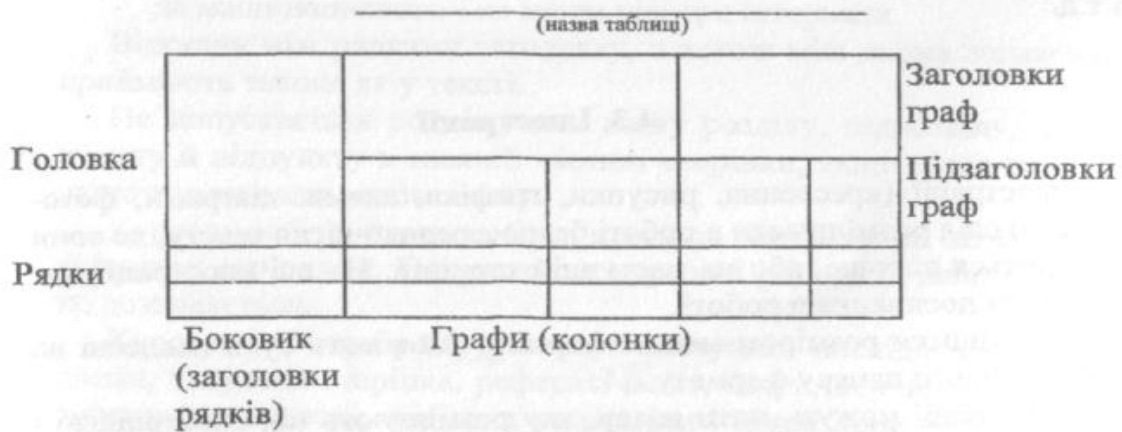 (назва таблиці)
Заголовки
граф
Головка
Підзаголовки
граф
Рядки
Боковик
(заголовки
рядків)
Графи (колонки)